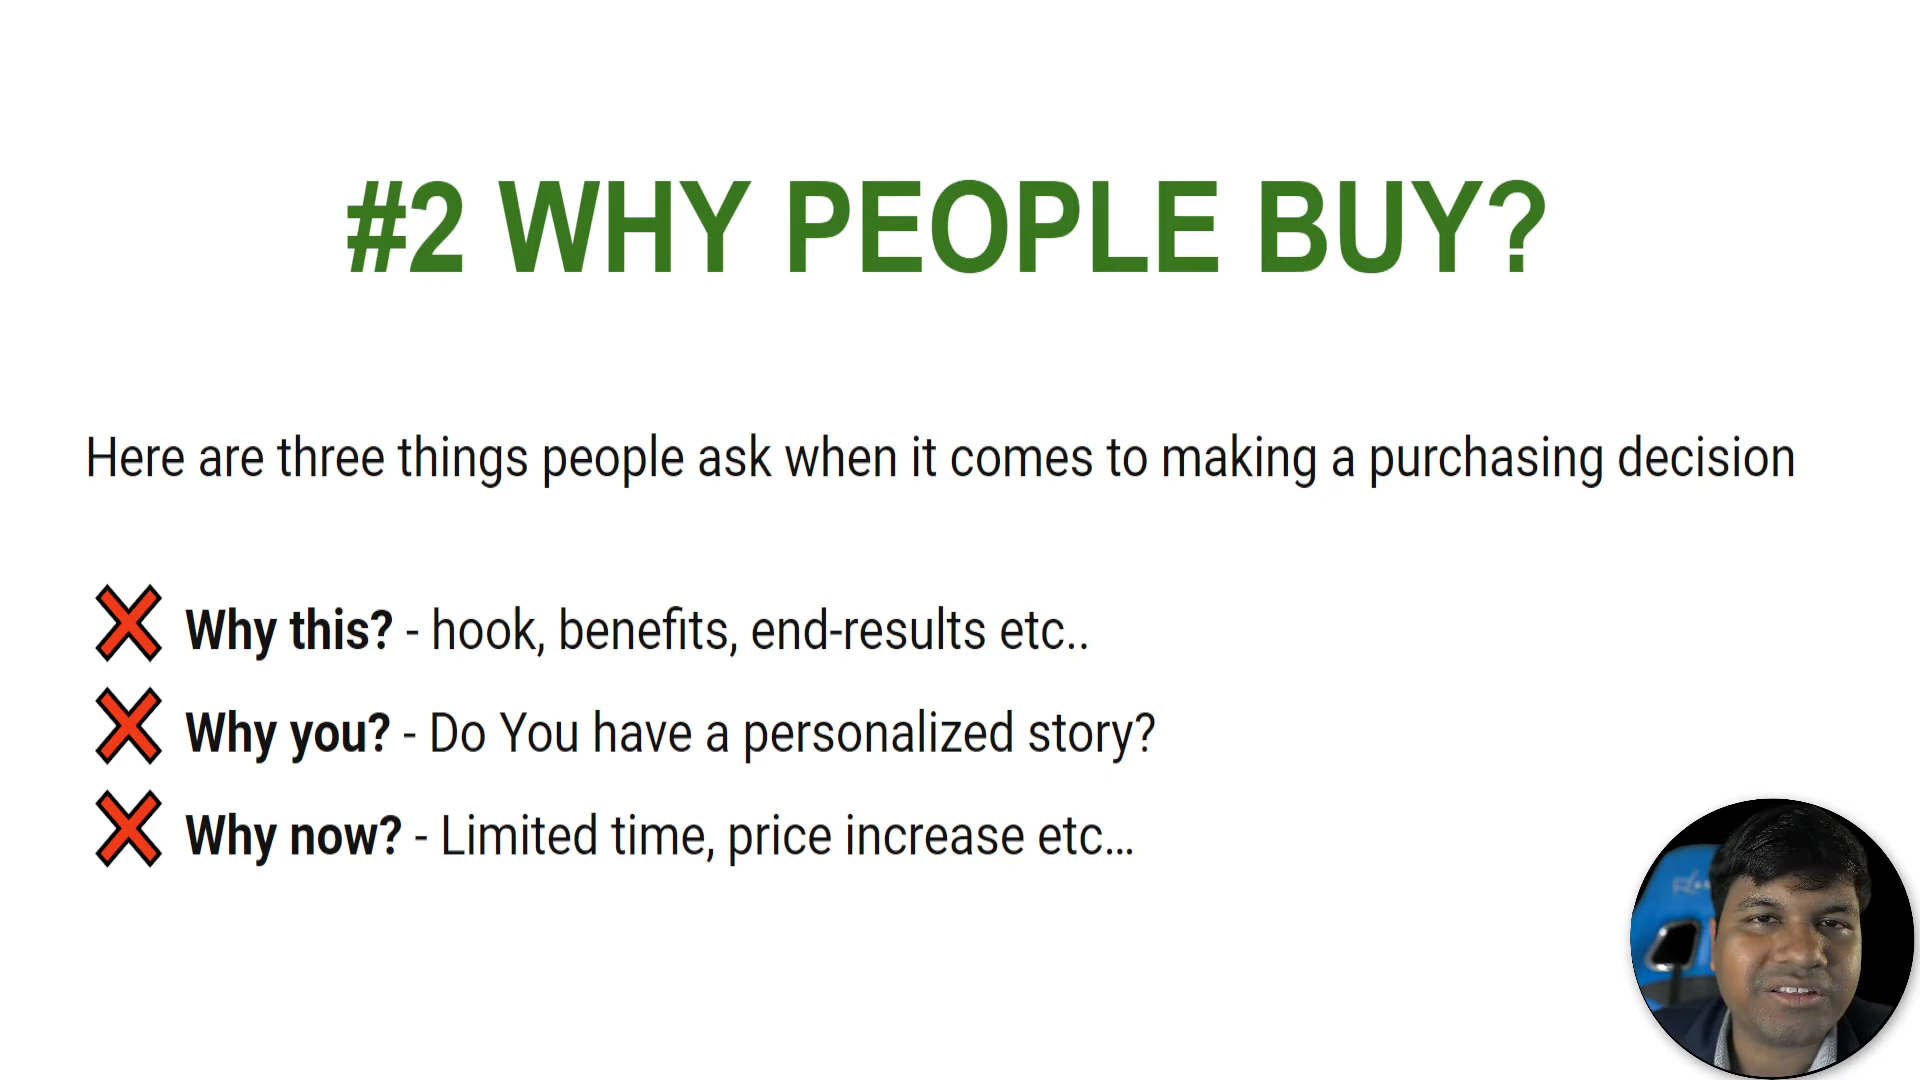 #2 WHY PEOPLE BUY?
Here are three things people ask when it comes to making a purchasing decision
Why this? - hook, benefits, end-results etc..
Why you? - Do You have a personalized story?
Why now? - Limited time, price increase etc...